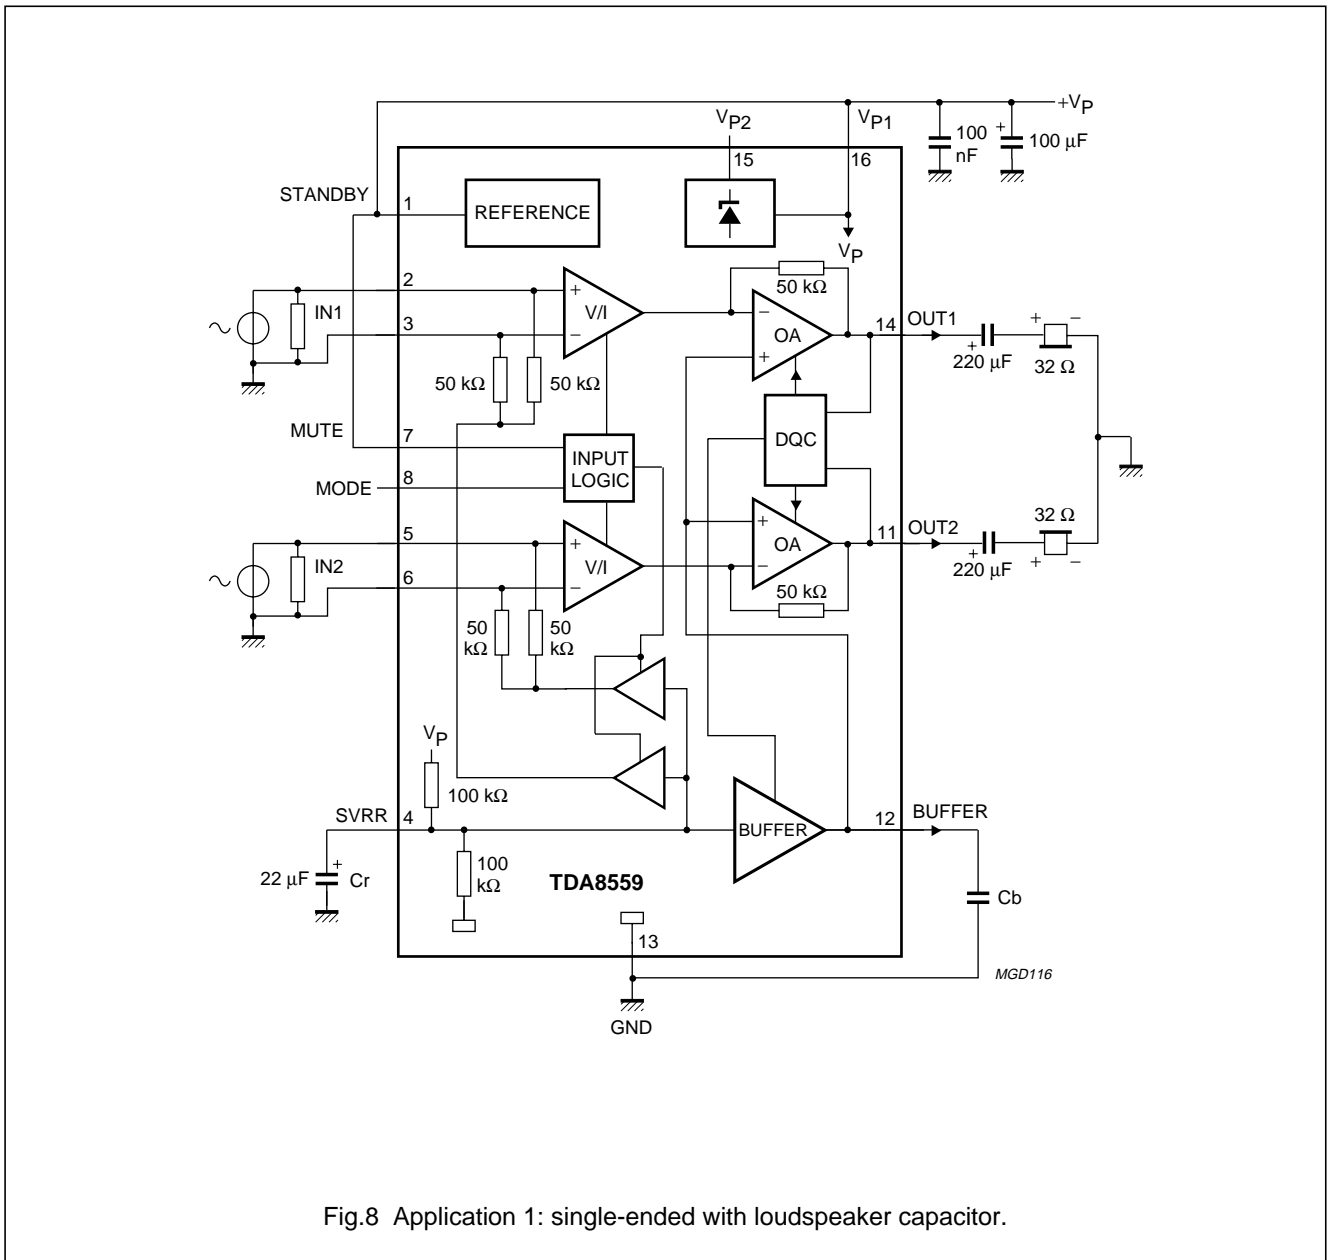 +VP
VP2
VP1
100 nF
+
100 µF
15
16
STANDBY
1
REFERENCE
VP
2
+
V/I
50 kΩ
IN1
3
−
−
OA
14
OUT1
+
−
+
+
220 µF
32 Ω
50 kΩ
50 kΩ
MUTE
7
DQC
INPUT LOGIC
MODE
8
32 Ω
5
+
+
11
OUT2
IN2
V/I
OA
+
−
6
−
−
+
220 µF
50 kΩ
50 kΩ
50 kΩ
VP
100 kΩ
SVRR
4
BUFFER
12
BUFFER
22 µF
+
Cr
100 kΩ
TDA8559
Cb
13
MGD116
GND
Fig.8 Application 1: single-ended with loudspeaker capacitor.